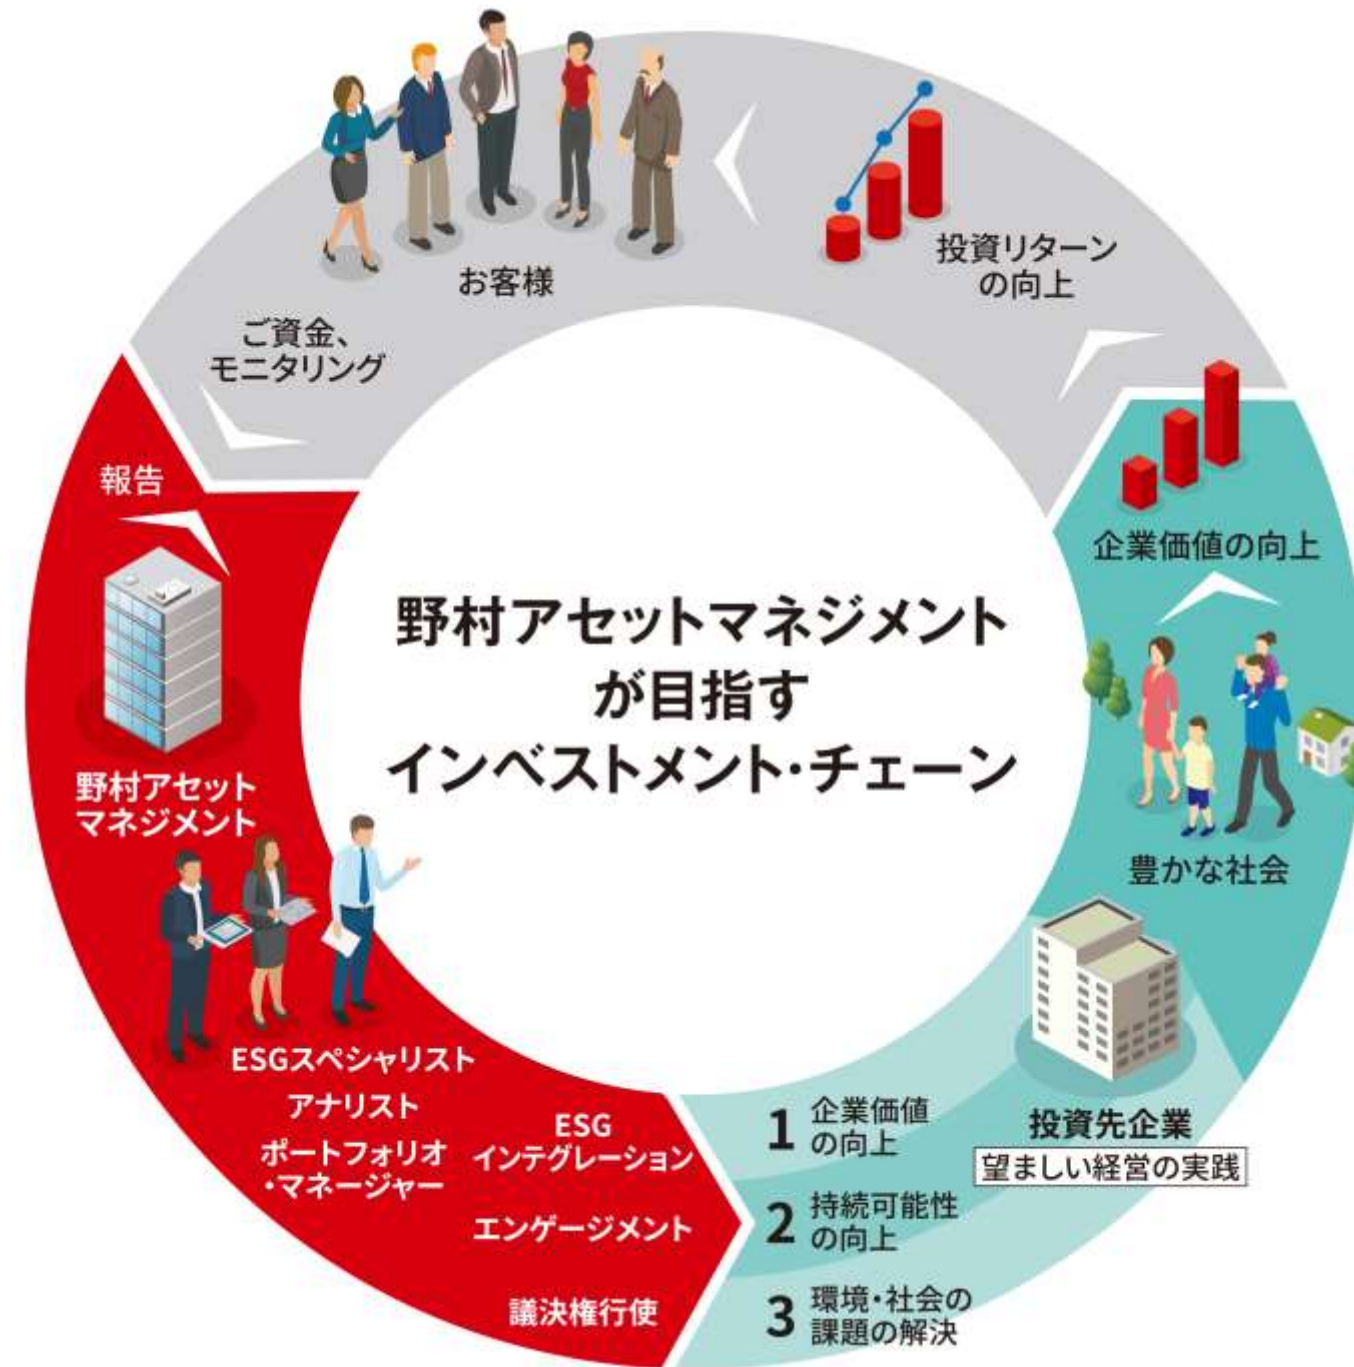 野村アセットマネジメント
が目指す
インベストメント・チェーン
お客様
ご資金、
モニタリング
報告
野村アセット
マネジメント
ESGスペシャリスト
アナリスト
ポートフォリオ
・マネージャー
ESG
インテグレーション
エンゲージメント
議決権行使
1 企業価値
の向上
2 持続可能性
の向上
3 環境・社会の
課題の解決
投資先企業
望ましい経営の実践
豊かな社会
企業価値の向上
投資リターン
の向上